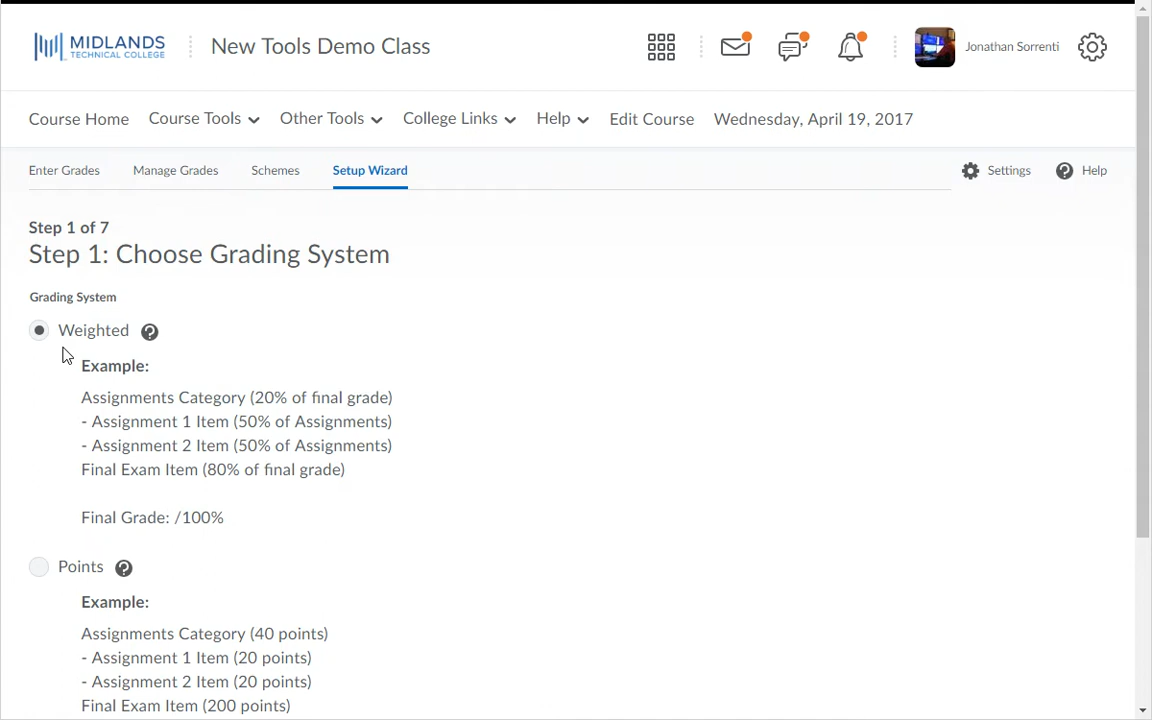 MIDLANDS
TECHNICAL COLLEGE
New Tools Demo Class
Jonathan Sorrenti
Course Home
Course Tools
Other Tools
College Links
Help
Edit Course
Wednesday, April 19, 2017
Enter Grades
Manage Grades
Schemes
Setup Wizard
Settings
Help
Step 1 of 7
Step 1: Choose Grading System
Grading System
Weighted
Example:
Assignments Category (20% of final grade)
- Assignment 1 Item (50% of Assignments)
- Assignment 2 Item (50% of Assignments)
Final Exam Item (80% of final grade)
Final Grade: /100%
Points
Example:
Assignments Category (40 points)
- Assignment 1 Item (20 points)
- Assignment 2 Item (20 points)
Final Exam Item (200 points)